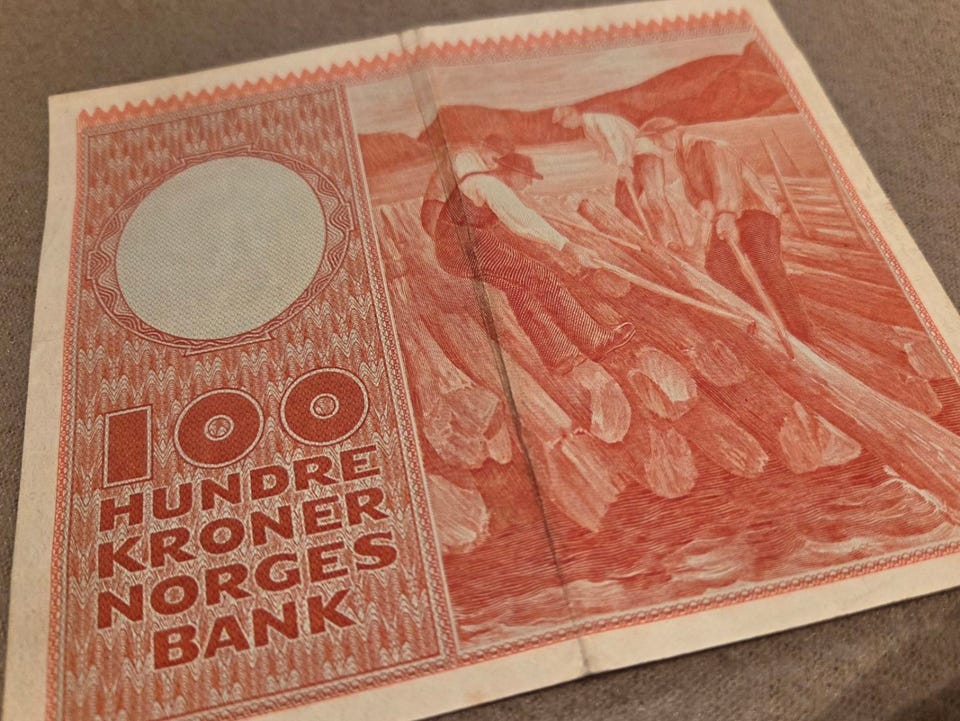 100
HUNDRE
KRONER
NORGES
BANK